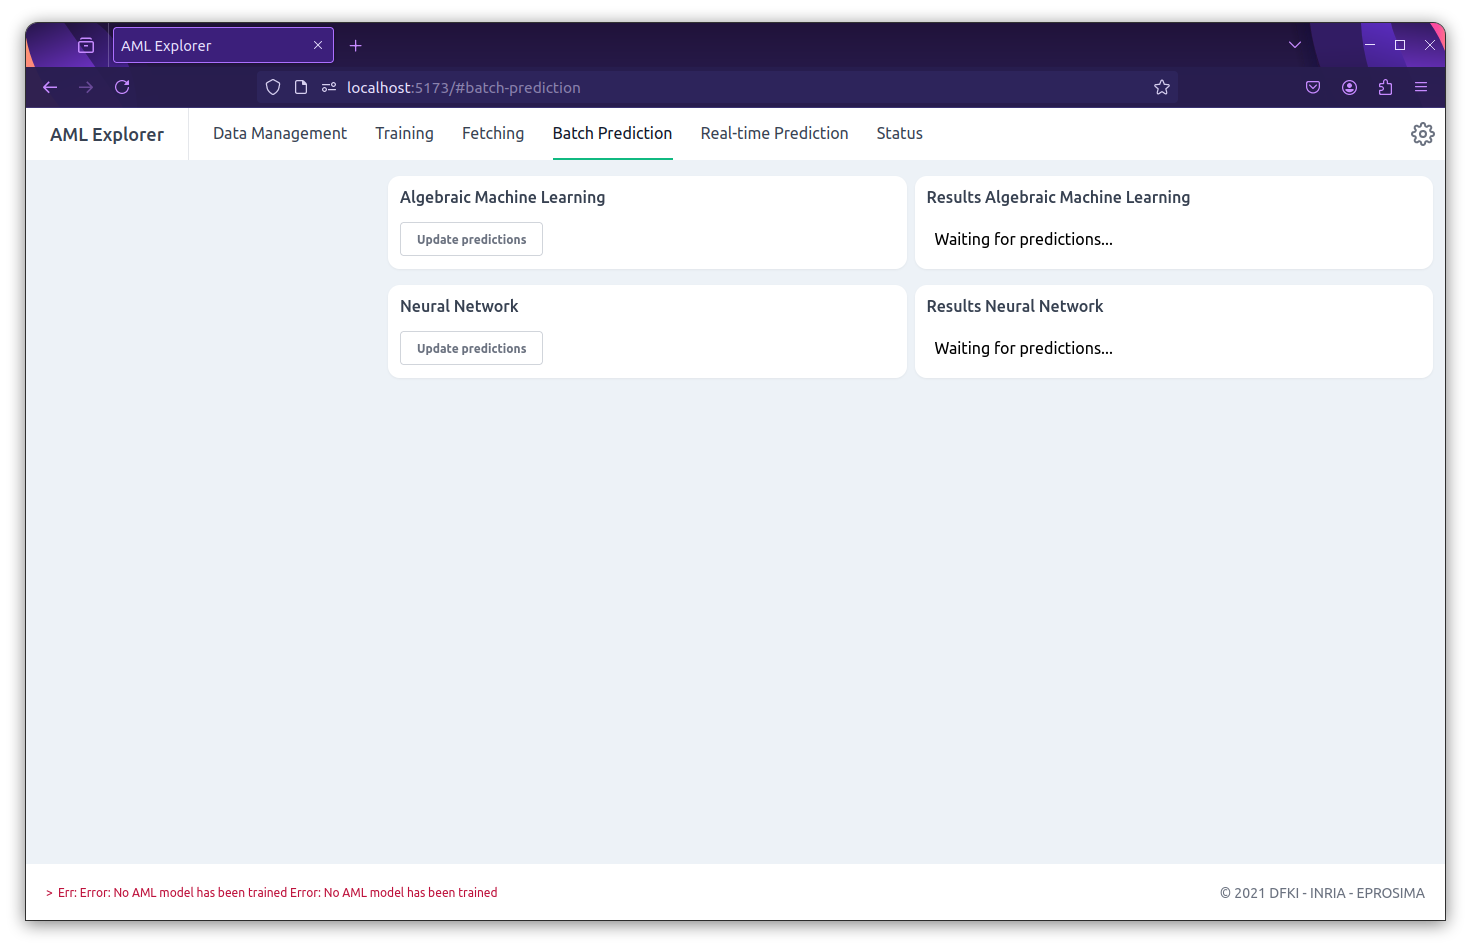 AML Explorer
localhost:5173/#batch-prediction
AML Explorer
Data Management
Training
Fetching
Batch Prediction
Real-time Prediction
Status
Algebraic Machine Learning
Update predictions
Results Algebraic Machine Learning
Waiting for predictions...
Neural Network
Update predictions
Results Neural Network
Waiting for predictions...
> Err: Error: No AML model has been trained Error: No AML model has been trained
© 2021 DFKI - INRIA - EPROSIMA